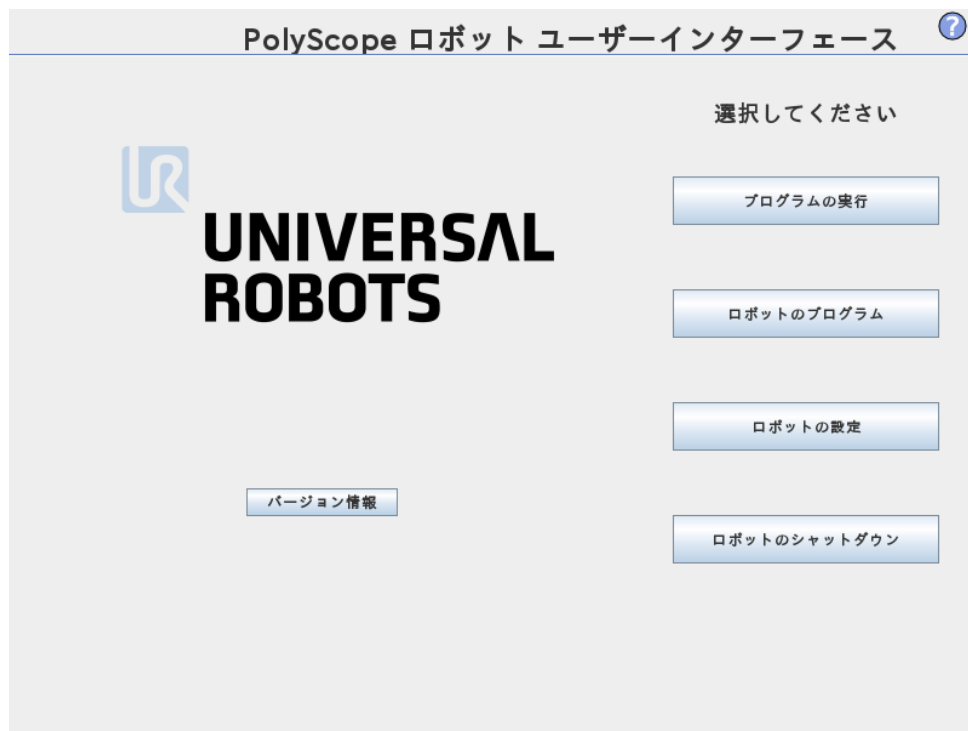 PolyScope ロボット ユーザーインターフェース
?
選択してください
UR
UNIVERSAL
ROBOTS
プログラムの実行
ロボットのプログラム
ロボットの設定
バージョン情報
ロボットのシャットダウン